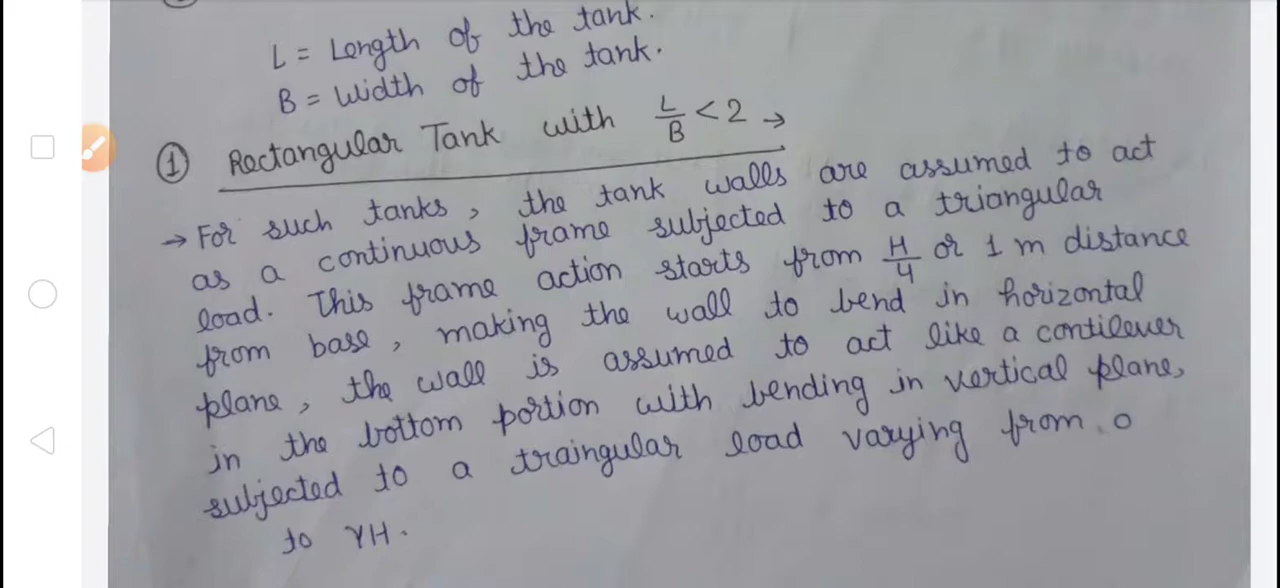 L = Length of the tank.
B = Width of the tank.
① Rectangular Tank with L/B < 2 →
→ For such tanks, the tank walls are assumed to act
as a continuous frame subjected to a triangular
load. This frame action starts from H/4 or 1 m distance
from base, making the wall to bend in horizontal
plane, the wall is assumed to act like a contilever
in the bottom portion with bending in vertical plane,
subjected to a traingular load varying from 0
to γH.